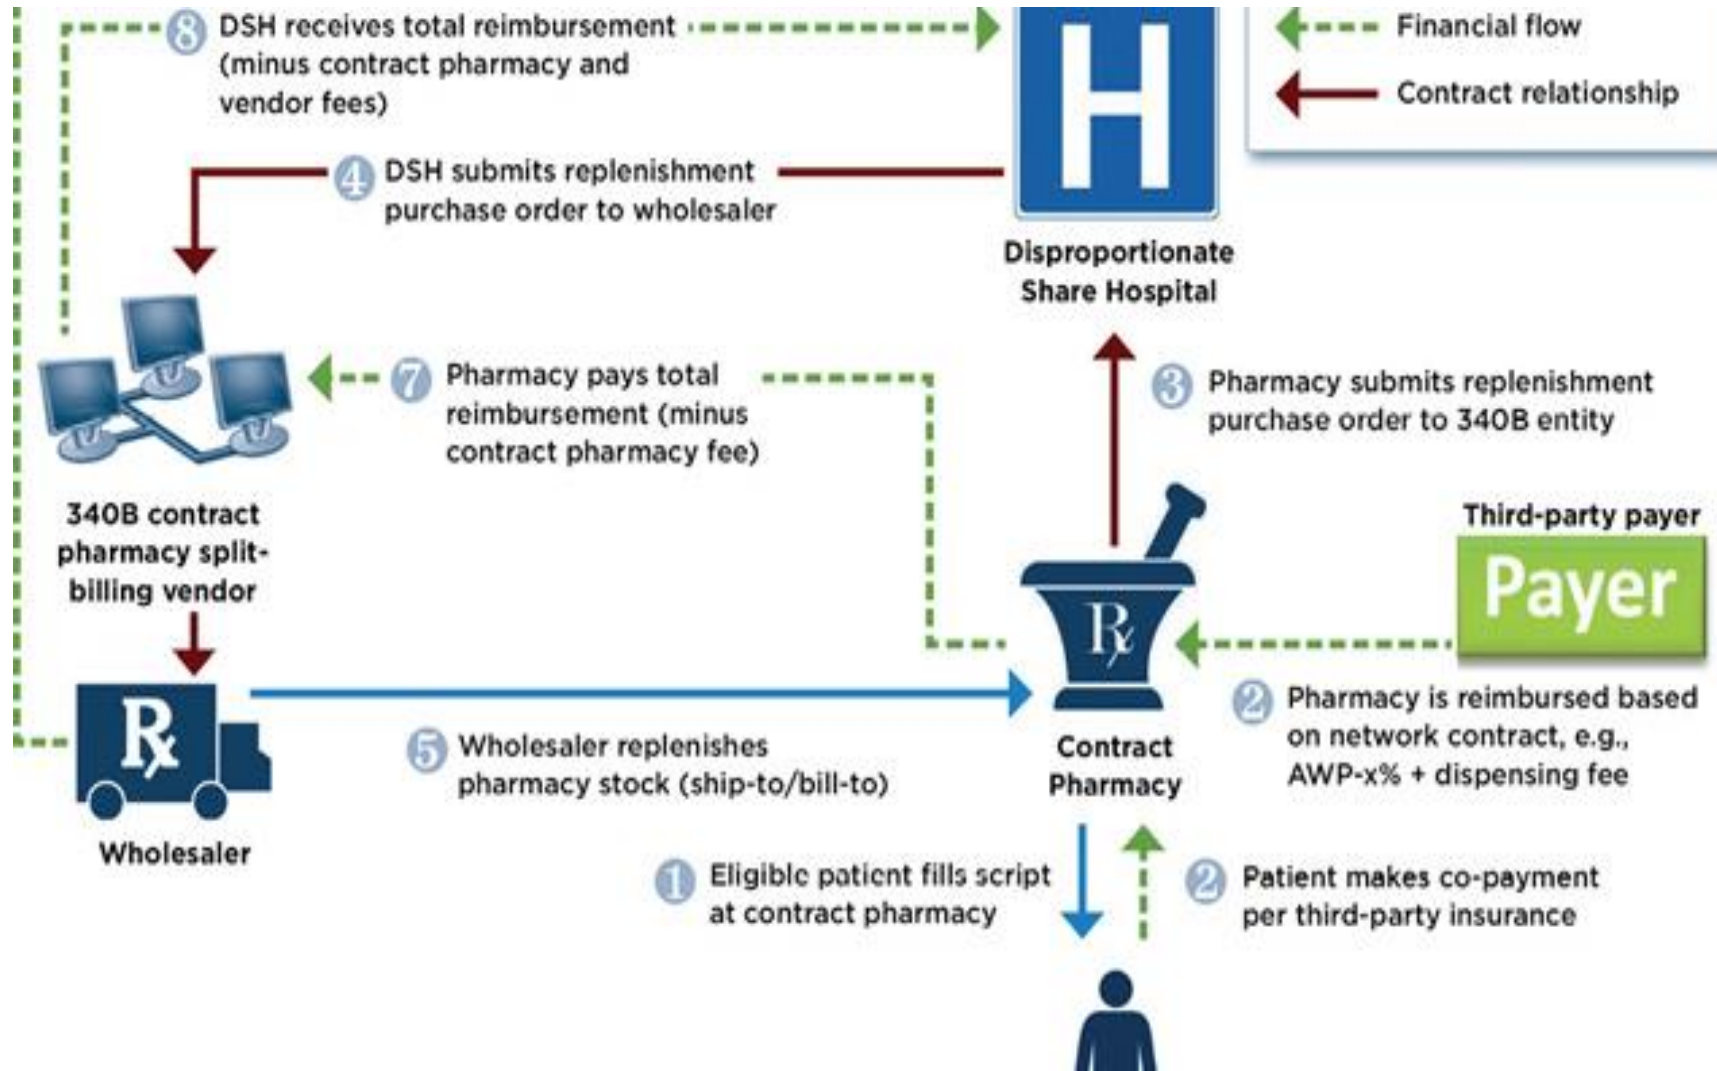 8 DSH receives total reimbursement
(minus contract pharmacy and
vendor fees)
H
Financial flow
Contract relationship
4 DSH submits replenishment
purchase order to wholesaler
Disproportionate
Share Hospital
7 Pharmacy pays total
reimbursement (minus
contract pharmacy fee)
3 Pharmacy submits replenishment
purchase order to 340B entity
340B contract
pharmacy split-
billing vendor
Third-party payer
Payer
Rx
Rx
2 Pharmacy is reimbursed based
on network contract, e.g.,
AWP-x% + dispensing fee
5 Wholesaler replenishes
pharmacy stock (ship-to/bill-to)
Contract
Pharmacy
Wholesaler
1 Eligible patient fills script
at contract pharmacy
2 Patient makes co-payment
per third-party insurance